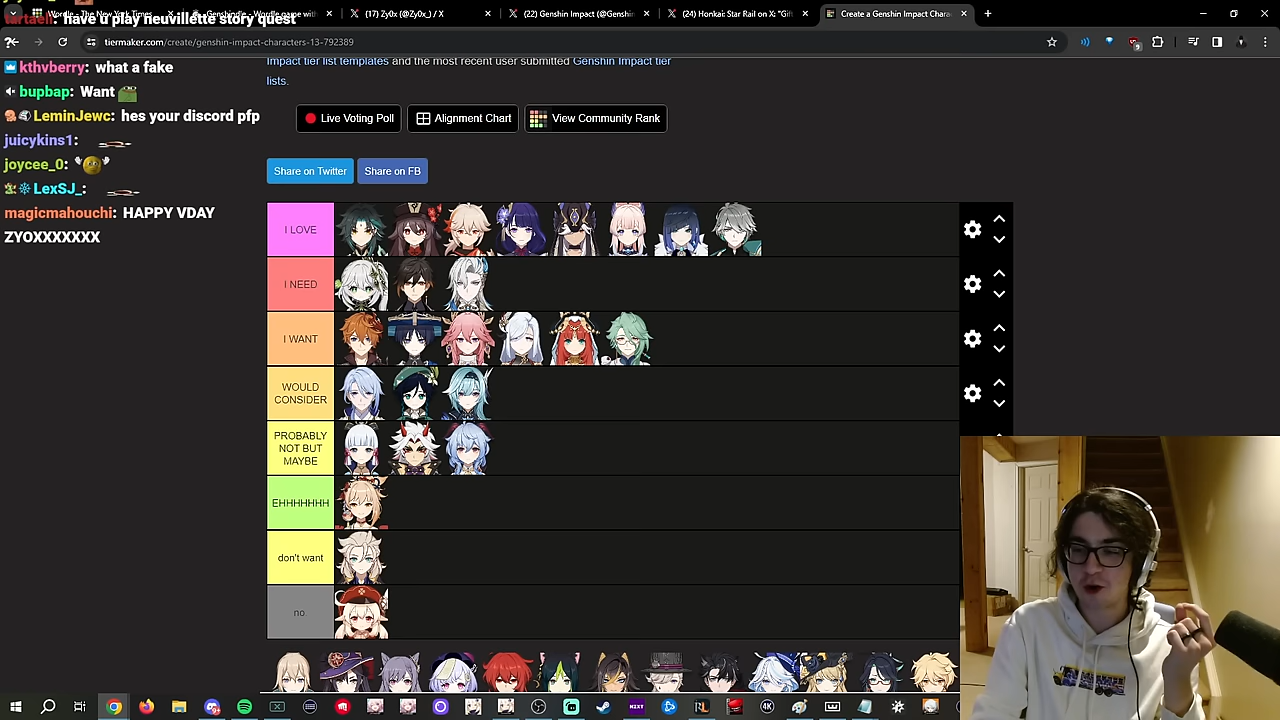 tartaeli: have u play neuvillette story quest
(17) Zy0x (@Zy0x_) / X
(22) Genshin Impact (@Genshin
(24) Honkai: Star Rail on X: "Gif
Create a Genshin Impact Chara
tiermaker.com/create/genshin-impact-characters-13-792389
kthvberry: what a fake
bupbap: Want
LeminJewc: hes your discord pfp
juicykins1:
joycee_0:
LexSJ_:
magicmahouchi: HAPPY VDAY
ZYOXXXXXXX
Impact tier list templates and the most recent user submitted Genshin Impact tier
lists.
Live Voting Poll
Alignment Chart
View Community Rank
Share on Twitter
Share on FB
I LOVE
I NEED
I WANT
WOULD
CONSIDER
PROBABLY
NOT BUT
MAYBE
EHHHHHHH
don't want
no